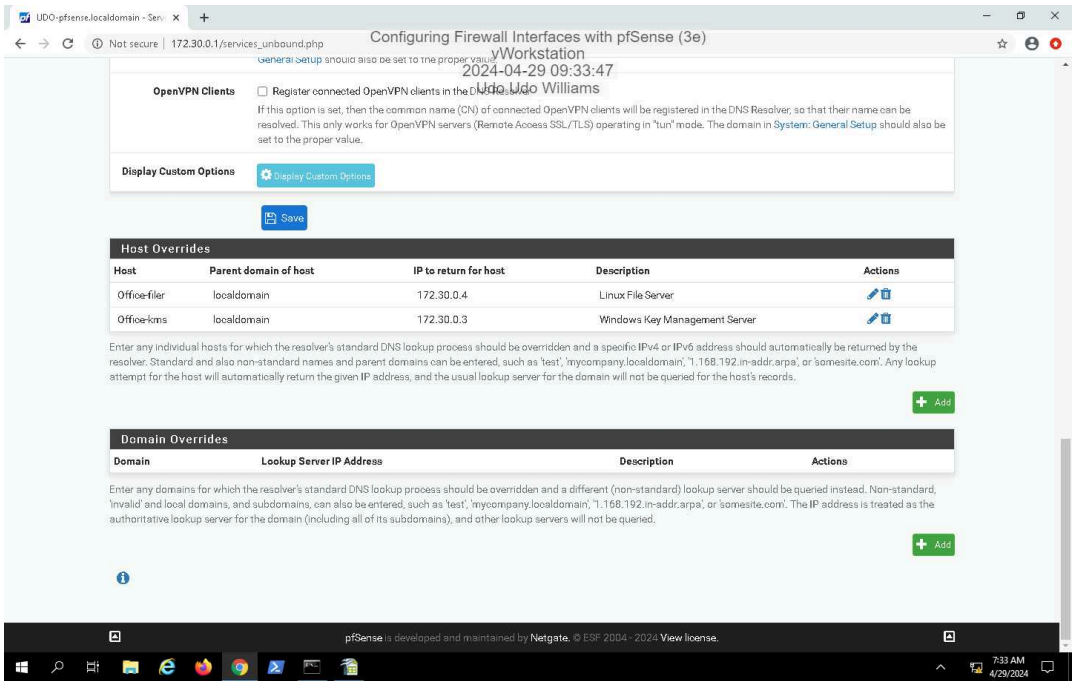 UDO-pfsense.localdomain - Serv
Not secure | 172.30.0.1/services_unbound.php
Configuring Firewall Interfaces with pfSense (3e)
vWorkstation
2024-04-29 09:33:47
Udo Udo Williams
General Setup should also be set to the proper value.
OpenVPN Clients
Register connected OpenVPN clients in the DNS Resolver
If this option is set, then the common name (CN) of connected OpenVPN clients will be registered in the DNS Resolver, so that their name can be
resolved. This only works for OpenVPN servers (Remote Access SSL/TLS) operating in "tun" mode. The domain in System: General Setup should also be
set to the proper value.
Display Custom Options
Display Custom Options
Save
Host Overrides
Host Parent domain of host IP to return for host Description Actions
Office-filer localdomain 172.30.0.4 Linux File Server
Office-kms localdomain 172.30.0.3 Windows Key Management Server
Enter any individual hosts for which the resolver's standard DNS lookup process should be overridden and a specific IPv4 or IPv6 address should automatically be returned by the
resolver. Standard and also non-standard names and parent domains can be entered, such as 'test', 'mycompany.localdomain', '1.168.192.in-addr.arpa', or 'somesite.com'. Any lookup
attempt for the host will automatically return the given IP address, and the usual lookup server for the domain will not be queried for the host's records.
Add
Domain Overrides
Domain Lookup Server IP Address Description Actions
Enter any domains for which the resolver's standard DNS lookup process should be overridden and a different (non-standard) lookup server should be queried instead. Non-standard,
'invalid' and local domains, and subdomains, can also be entered, such as 'test', 'mycompany.localdomain', '1.168.192.in-addr.arpa', or 'somesite.com'. The IP address is treated as the
authoritative lookup server for the domain (including all of its subdomains), and other lookup servers will not be queried.
Add
pfSense is developed and maintained by Netgate. © ESF 2004 - 2024 View license.
7:33 AM
4/29/2024